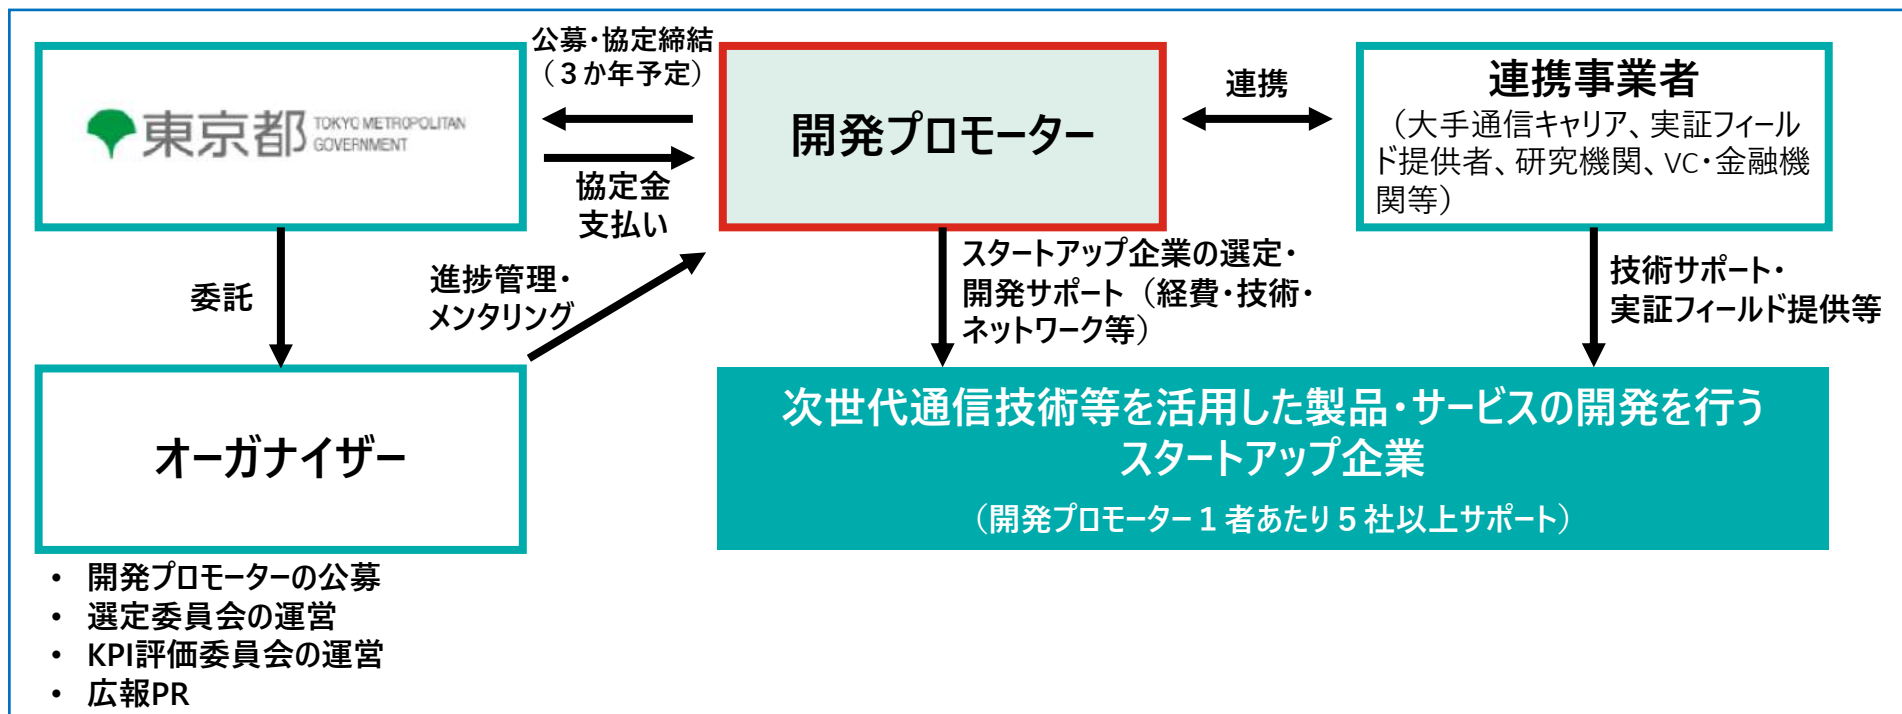 公募・協定締結
（３か年予定）
東京都 TOKYO METROPOLITAN
GOVERNMENT
開発プロモーター
連携
連携事業者
（大手通信キャリア、実証フィール
ド提供者、研究機関、VC・金融機
関等）
協定金
支払い
委託
進捗管理・
メンタリング
スタートアップ企業の選定・
開発サポート（経費・技術・
ネットワーク等）
技術サポート・
実証フィールド提供等
オーガナイザー
次世代通信技術等を活用した製品・サービスの開発を行う
スタートアップ企業
（開発プロモーター１者あたり５社以上サポート）
• 開発プロモーターの公募
• 選定委員会の運営
• KPI評価委員会の運営
• 広報PR